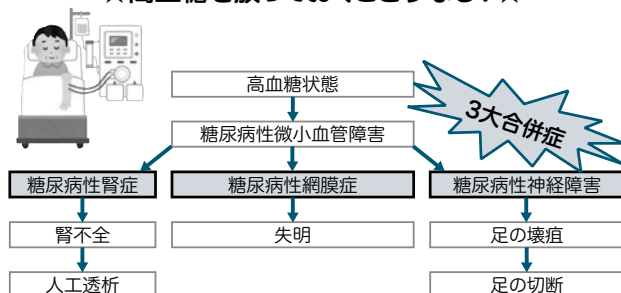 高血糖状態
3大合併症
糖尿病性微小血管障害
糖尿病性腎症
糖尿病性網膜症
糖尿病性神経障害
腎不全
失明
足の壊疽
人工透析
足の切断